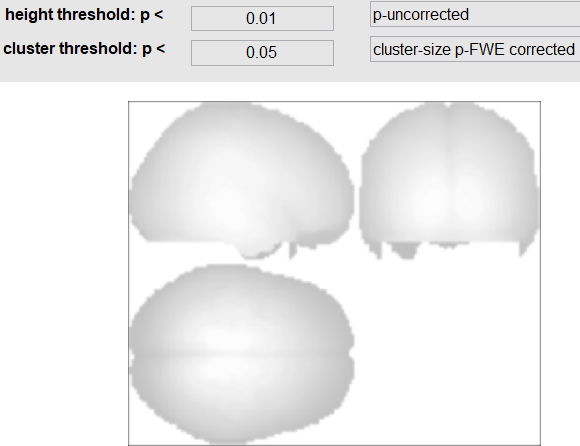 height threshold: p < 0.01 p-uncorrected
cluster threshold: p < 0.05 cluster-size p-FWE corrected